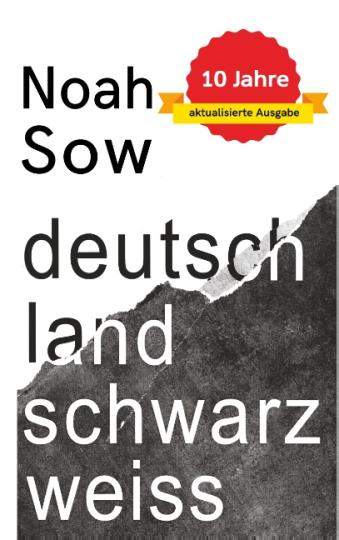 Noah
Sow
10 Jahre
aktualisierte Ausgabe
deutsch
land
schwarz
weiss